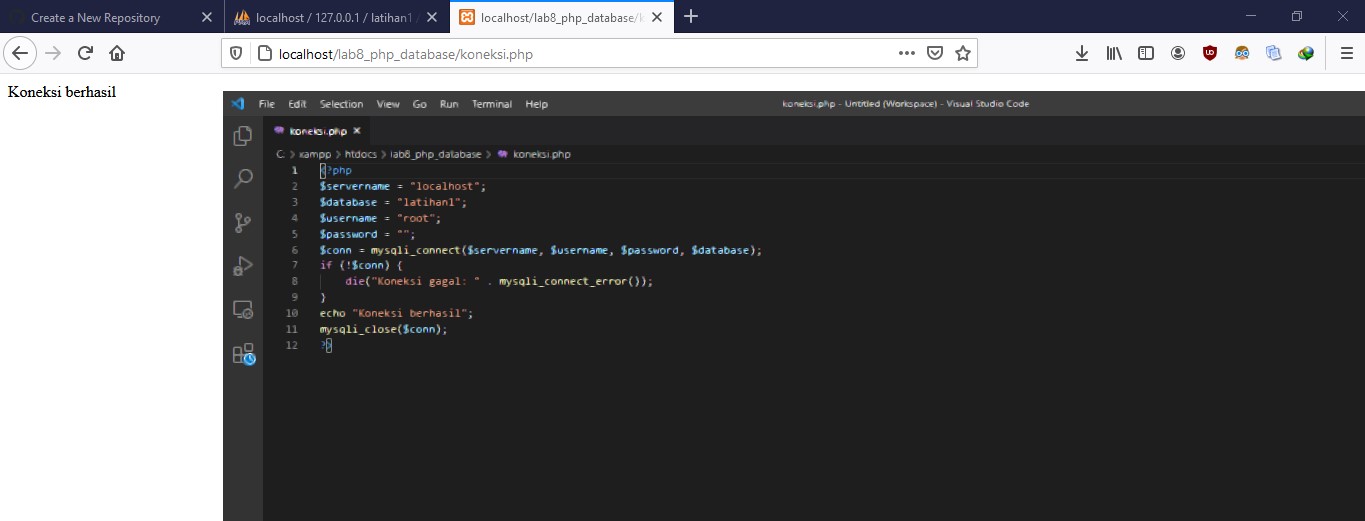 Create a New Repository
localhost / 127.0.0.1 / latihan1 /
localhost/lab8_php_database/k
localhost/lab8_php_database/koneksi.php
Koneksi berhasil
File Edit Selection View Go Run Terminal Help
koneksi.php - Untitled (Workspace) - Visual Studio Code
koneksi.php
C: > xampp > htdocs > lab8_php_database > koneksi.php
1 <?php
2 $servername = "localhost";
3 $database = "latihan1";
4 $username = "root";
5 $password = "";
6 $conn = mysqli_connect($servername, $username, $password, $database);
7 if (!$conn) {
8 die("Koneksi gagal: " . mysqli_connect_error());
9 }
10 echo "Koneksi berhasil";
11 mysqli_close($conn);
12 ?>